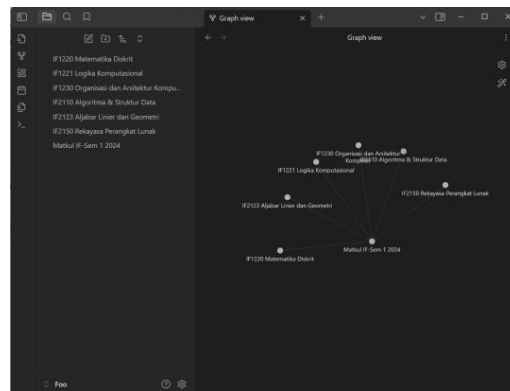 Graph view
IF1220 Matematika Diskrit
IF1221 Logika Komputasional
IF1230 Organisasi dan Arsitektur Kompu...
IF2110 Algoritma & Struktur Data
IF2123 Aljabar Linier dan Geometri
IF2150 Rekayasa Perangkat Lunak
Matkul IF-Sem 1 2024
Foo
Graph view
IF1230 Organisasi dan Arsitektur
Komputer
IF2110 Algoritma & Struktur Data
IF1221 Logika Komputasional
IF2150 Rekayasa Perangkat Lunak
IF2123 Aljabar Linier dan Geometri
Matkul IF-Sem 1 2024
IF1220 Matematika Diskrit